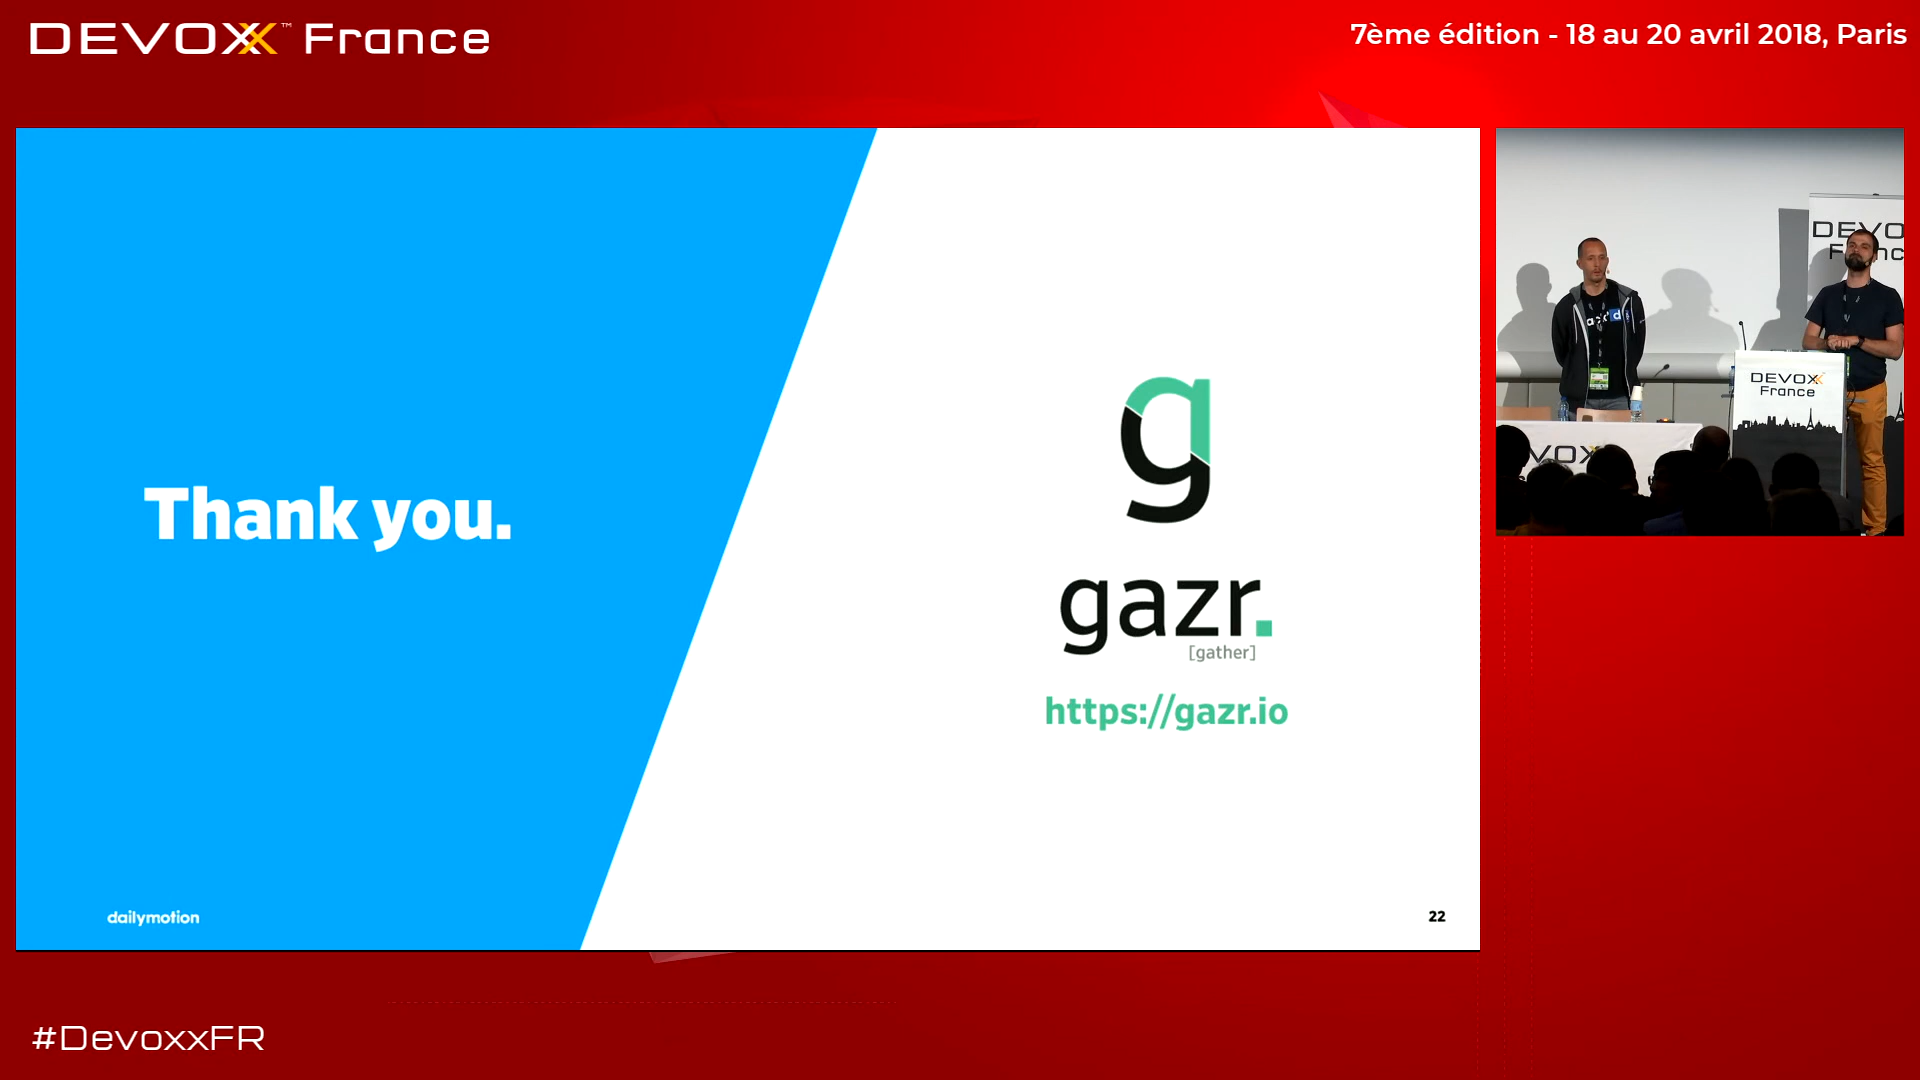 DEVOXX™ France
7ème édition - 18 au 20 avril 2018, Paris
Thank you.
g
gazr.
[gather]
https://gazr.io
dailymotion
22
DEVOXX
France
#DevoxxFR